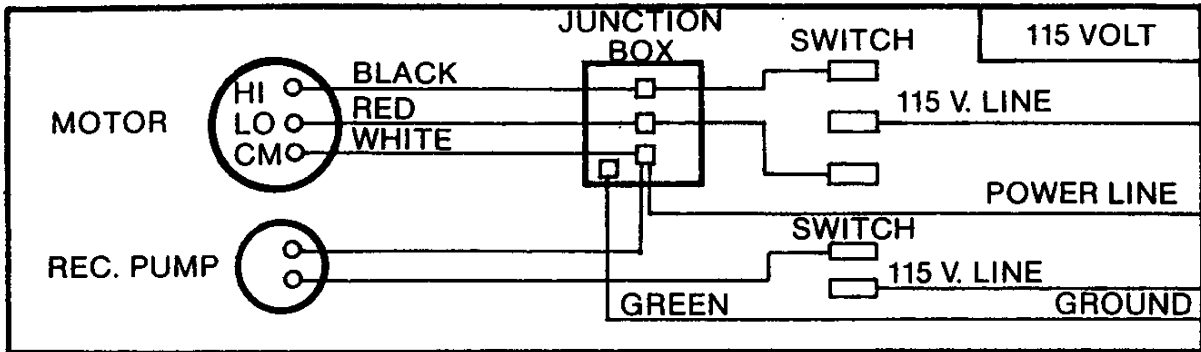 JUNCTION
BOX
SWITCH
115 VOLT
MOTOR
HI
BLACK
LO
RED
115 V. LINE
CM
WHITE
POWER LINE
SWITCH
REC. PUMP
115 V. LINE
GREEN
GROUND